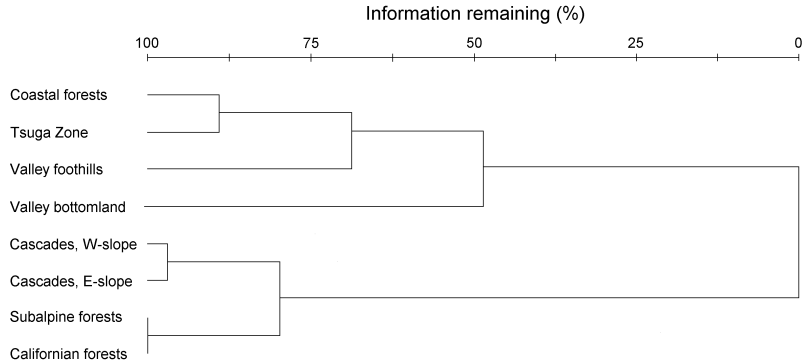 Information remaining (%)
100 75 50 25 0
Coastal forests
Tsuga Zone
Valley foothills
Valley bottomland
Cascades, W-slope
Cascades, E-slope
Subalpine forests
Californian forests